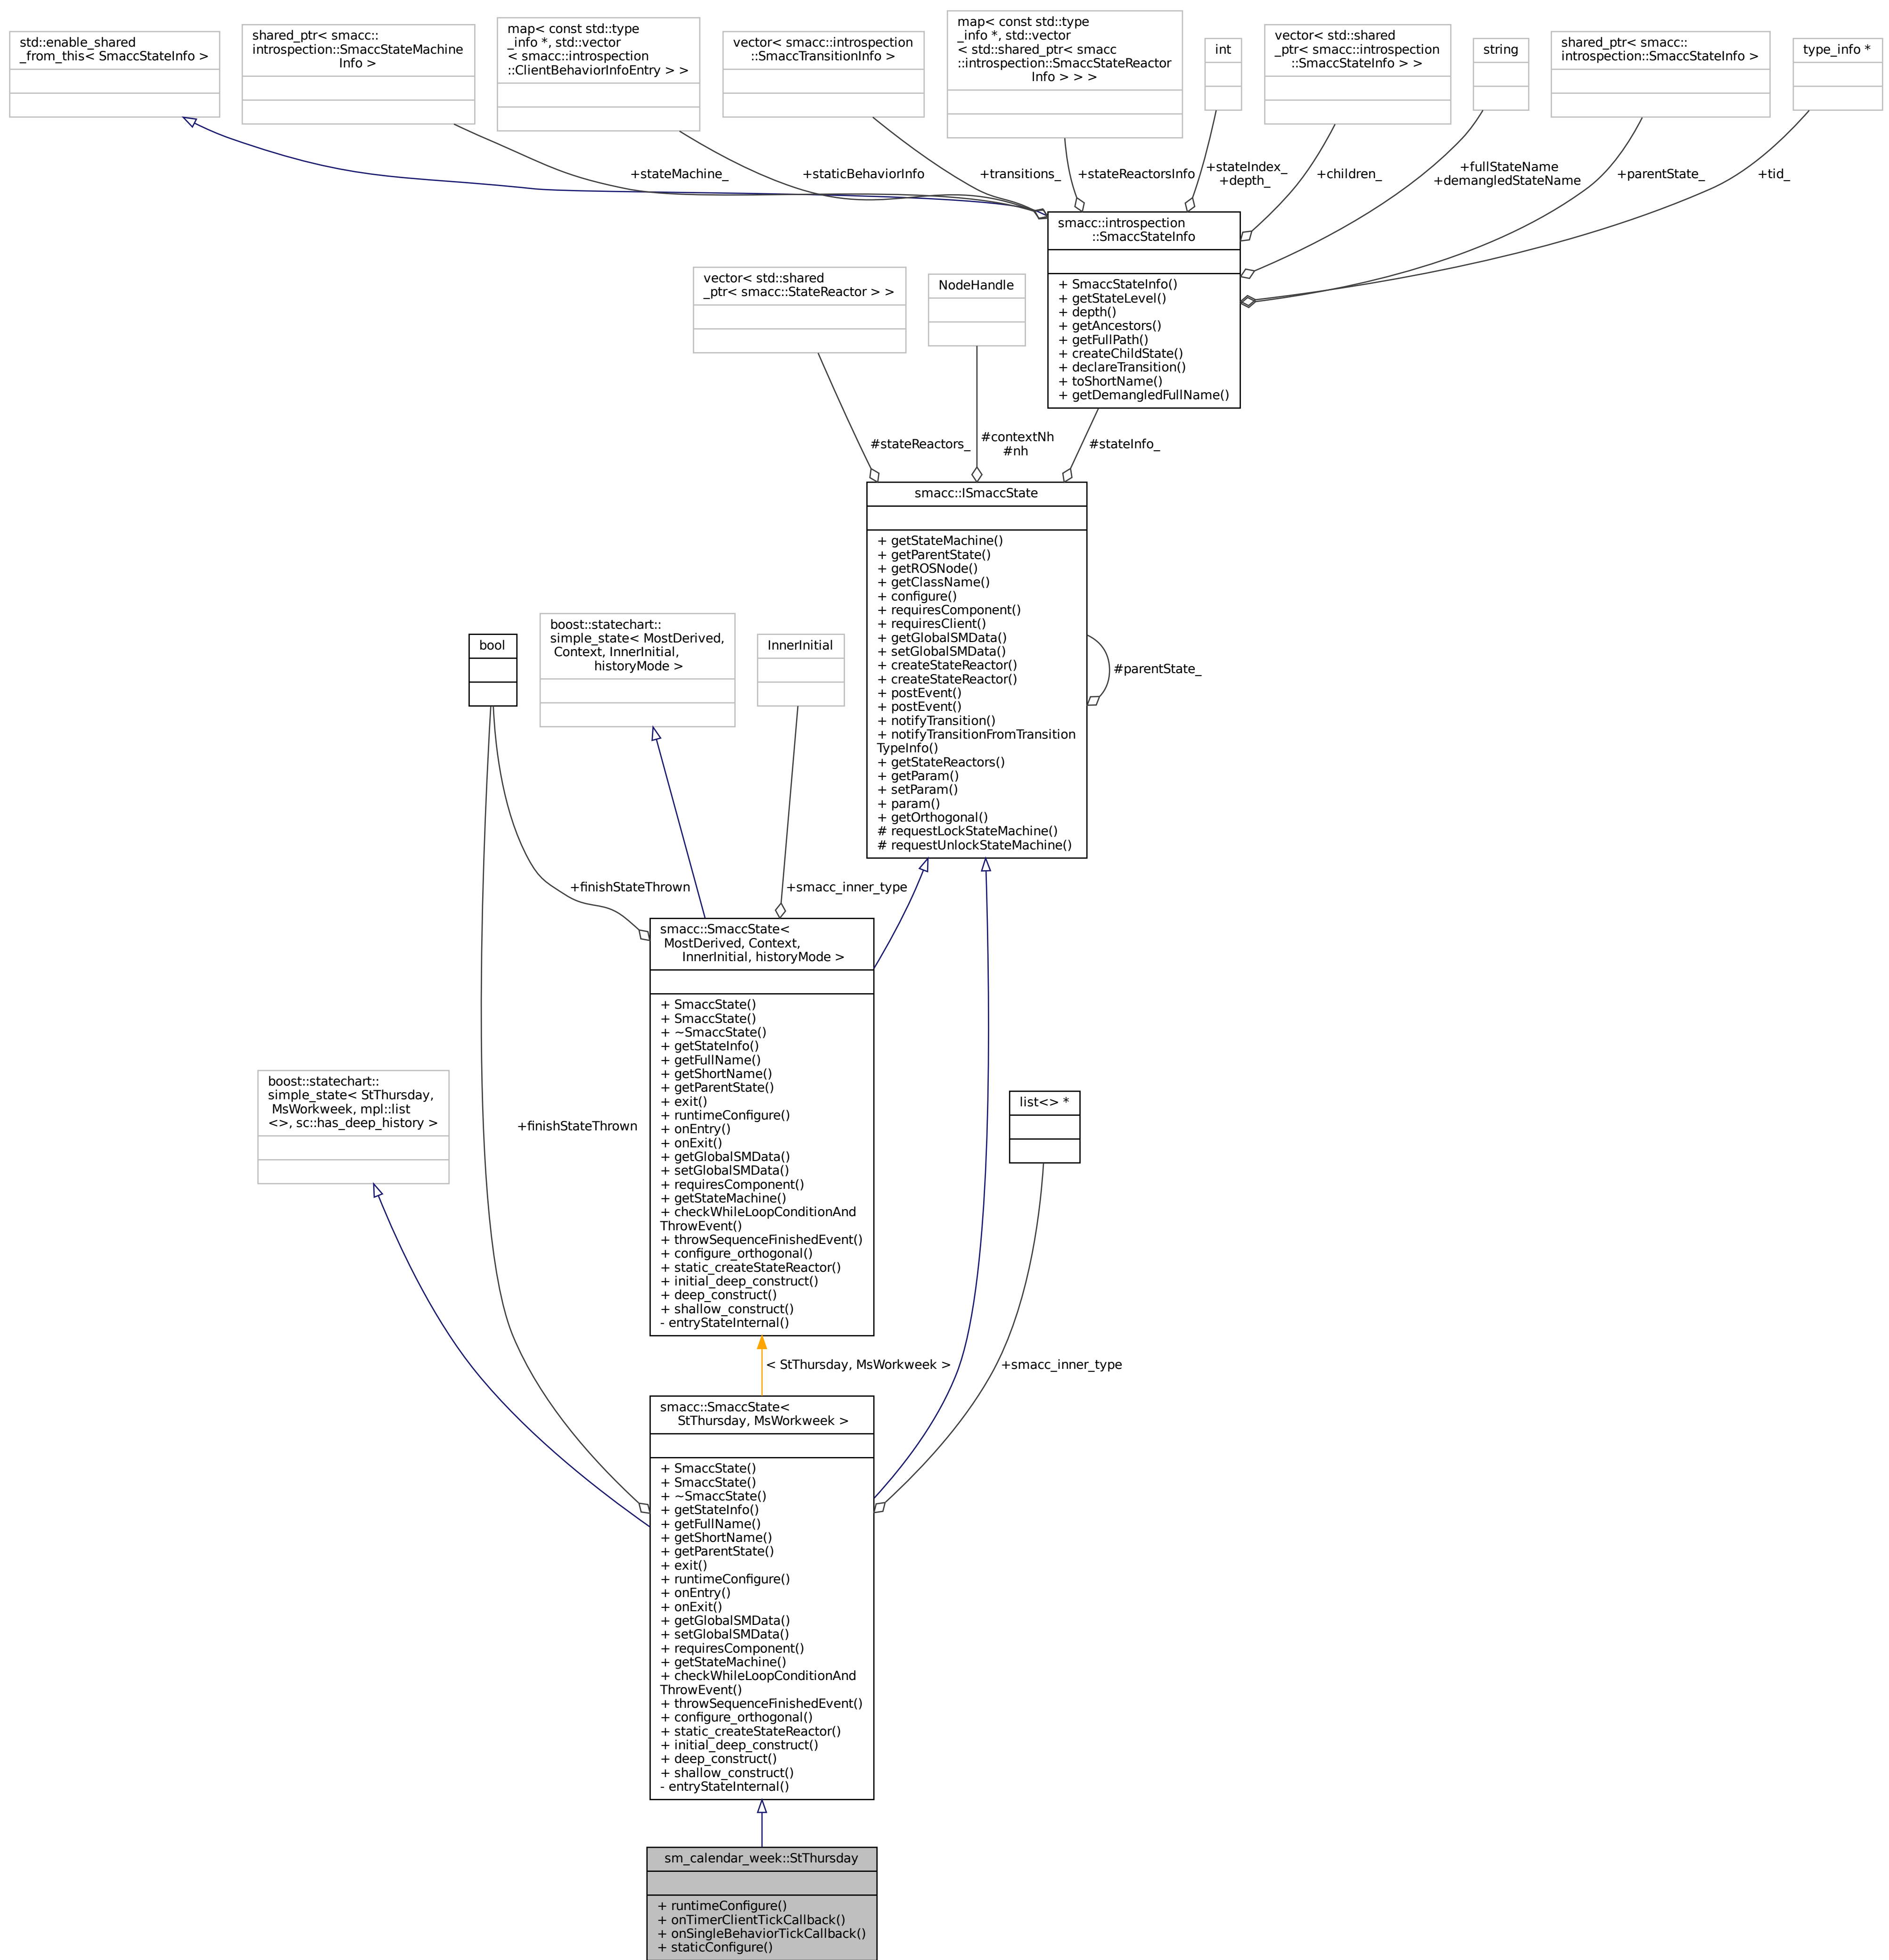 std::enable_shared
_from_this< SmaccStateInfo >
shared_ptr< smacc::
introspection::SmaccStateMachine
Info >
map< const std::type
_info *, std::vector
< smacc::introspection
::ClientBehaviorInfoEntry > >
vector< smacc::introspection
::SmaccTransitionInfo >
map< const std::type
_info *, std::vector
< std::shared_ptr< smacc
::introspection::SmaccStateReactor
Info > > >
int
vector< std::shared
_ptr< smacc::introspection
::SmaccStateInfo > >
string
shared_ptr< smacc::
introspection::SmaccStateInfo >
type_info *
+stateMachine_
+staticBehaviorInfo
+transitions_
+stateReactorsInfo
+stateIndex_
+depth_
+children_
+fullStateName
+demangledStateName
+parentState_
+tid_
smacc::introspection
::SmaccStateInfo
+ SmaccStateInfo()
+ getStateLevel()
+ depth()
+ getAncestors()
+ getFullPath()
+ createChildState()
+ declareTransition()
+ toShortName()
+ getDemangledFullName()
vector< std::shared
_ptr< smacc::StateReactor > >
NodeHandle
#stateReactors_
#contextNh
#nh
#stateInfo_
smacc::ISmaccState
+ getStateMachine()
+ getParentState()
+ getROSNode()
+ getClassName()
+ configure()
+ requiresComponent()
+ requiresClient()
+ getGlobalSMData()
+ setGlobalSMData()
+ createStateReactor()
+ createStateReactor()
+ postEvent()
+ postEvent()
+ notifyTransition()
+ notifyTransitionFromTransition
TypeInfo()
+ getStateReactors()
+ getParam()
+ setParam()
+ param()
+ getOrthogonal()
# requestLockStateMachine()
# requestUnlockStateMachine()
#parentState_
bool
boost::statechart::
simple_state< MostDerived,
Context, InnerInitial,
historyMode >
InnerInitial
+finishStateThrown
+smacc_inner_type
smacc::SmaccState<
MostDerived, Context,
InnerInitial, historyMode >
+ SmaccState()
+ SmaccState()
+ ~SmaccState()
+ getStateInfo()
+ getFullName()
+ getShortName()
+ getParentState()
+ exit()
+ runtimeConfigure()
+ onEntry()
+ onExit()
+ getGlobalSMData()
+ setGlobalSMData()
+ requiresComponent()
+ getStateMachine()
+ checkWhileLoopConditionAnd
ThrowEvent()
+ throwSequenceFinishedEvent()
+ configure_orthogonal()
+ static_createStateReactor()
+ initial_deep_construct()
+ deep_construct()
+ shallow_construct()
- entryStateInternal()
boost::statechart::
simple_state< StThursday,
MsWorkweek, mpl::list
<>, sc::has_deep_history >
+finishStateThrown
list<> *
< StThursday, MsWorkweek >
+smacc_inner_type
smacc::SmaccState<
StThursday, MsWorkweek >
+ SmaccState()
+ SmaccState()
+ ~SmaccState()
+ getStateInfo()
+ getFullName()
+ getShortName()
+ getParentState()
+ exit()
+ runtimeConfigure()
+ onEntry()
+ onExit()
+ getGlobalSMData()
+ setGlobalSMData()
+ requiresComponent()
+ getStateMachine()
+ checkWhileLoopConditionAnd
ThrowEvent()
+ throwSequenceFinishedEvent()
+ configure_orthogonal()
+ static_createStateReactor()
+ initial_deep_construct()
+ deep_construct()
+ shallow_construct()
- entryStateInternal()
sm_calendar_week::StThursday
+ runtimeConfigure()
+ onTimerClientTickCallback()
+ onSingleBehaviorTickCallback()
+ staticConfigure()